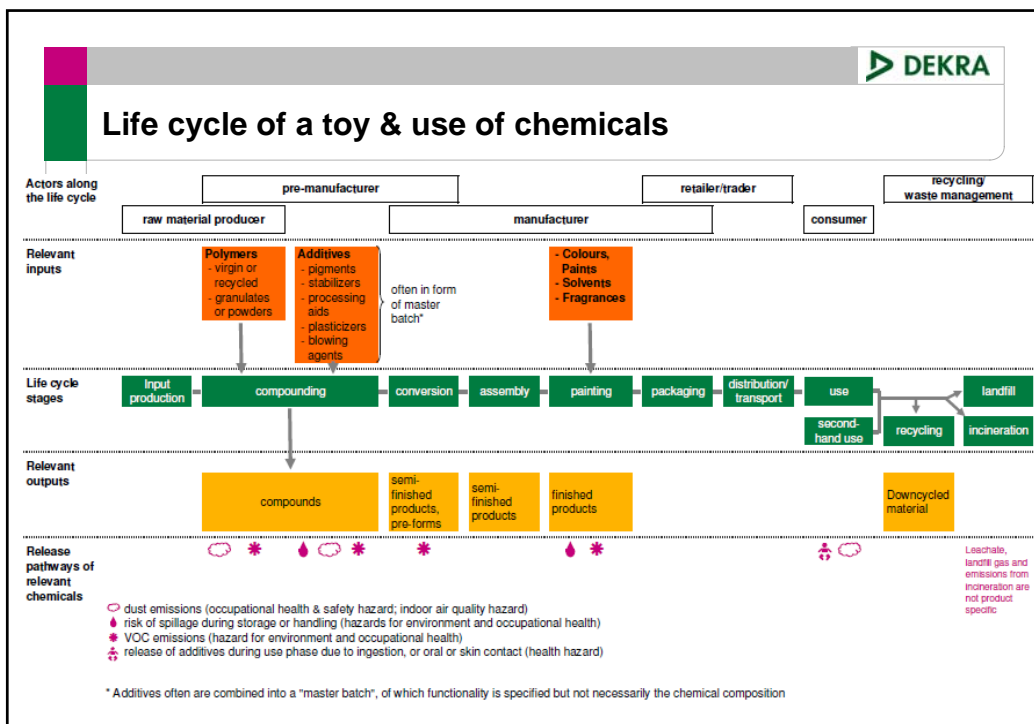 DEKRA
Life cycle of a toy & use of chemicals
Actors along
the life cycle
pre-manufacturer
retailer/trader
recycling/
waste management
raw material producer
manufacturer
consumer
Relevant
inputs
Polymers
- virgin or
recycled
- granulates
or powders
Additives
- pigments
- stabilizers
- processing
aids
- plasticizers
- blowing
agents
often in form
of master
batch*
- Colours,
Paints
- Solvents
- Fragrances
Life cycle
stages
Input
production
compounding
conversion
assembly
painting
packaging
distribution/
transport
use
landfill
second-
hand use
recycling
incineration
Relevant
outputs
compounds
semi-
finished
products,
pre-forms
semi-
finished
products
finished
products
Downcycled
material
Release
pathways of
relevant
chemicals
Leachate,
landfill gas and
emissions from
incineration are
not product
specific
dust emissions (occupational health & safety hazard; indoor air quality hazard)
risk of spillage during storage or handling (hazards for environment and occupational health)
VOC emissions (hazard for environment and occupational health)
release of additives during use phase due to ingestion, or oral or skin contact (health hazard)
* Additives often are combined into a "master batch", of which functionality is specified but not necessarily the chemical composition